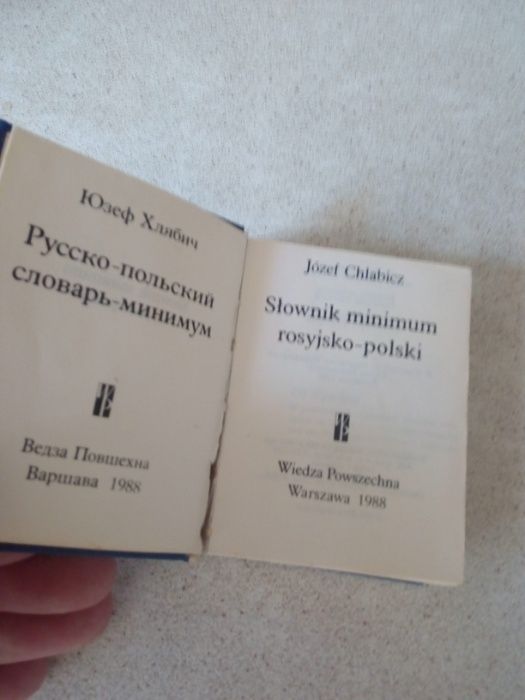 Юзеф Хлябич
Русско-польский
словарь-минимум
Ведза Повшехна
Варшава 1988
Józef Chlabicz
Słownik minimum
rosyjsko-polski
Wiedza Powszechna
Warszawa 1988